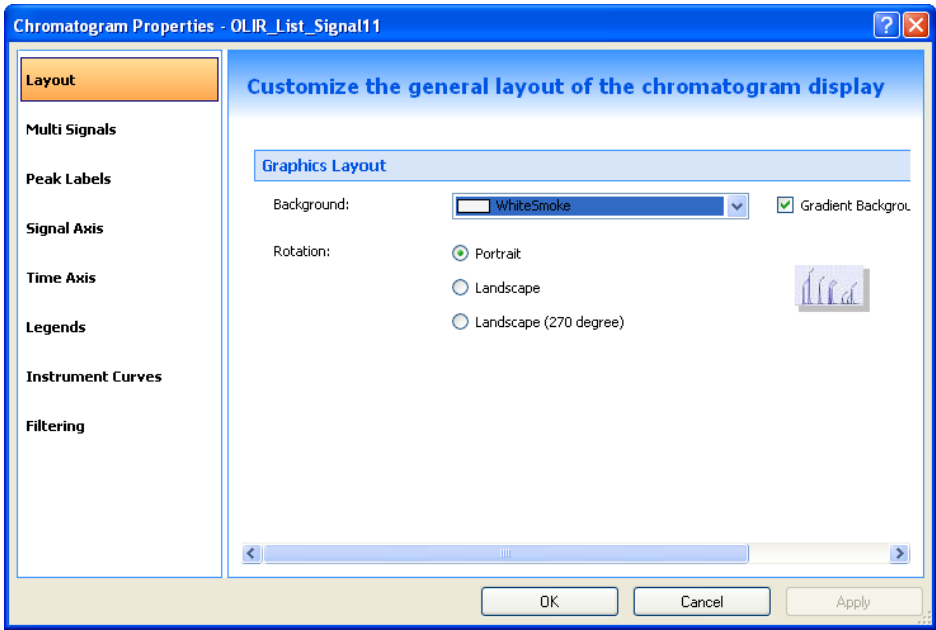 Chromatogram Properties - OLIR_List_Signal11
Layout
Customize the general layout of the chromatogram display
Multi Signals
Graphics Layout
Peak Labels
Background:
WhiteSmoke
Gradient Backgrou
Signal Axis
Rotation:
Portrait
Time Axis
Landscape
Legends
Landscape (270 degree)
Instrument Curves
Filtering
OK
Cancel
Apply